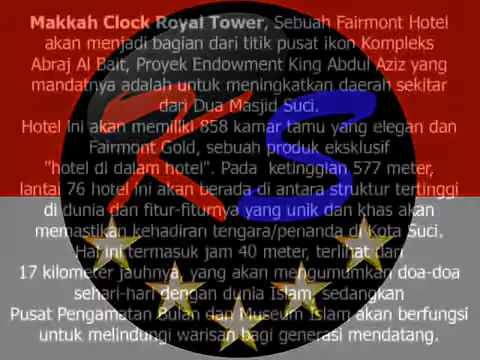 Makkah Clock Royal Tower, Sebuah Fairmont Hotel
akan menjadi bagian dari titik pusat ikon Kompleks
Abraj Al Bait, Proyek Endowment King Abdul Aziz yang
mandatnya adalah untuk meningkatkan daerah sekitar
dari Dua Masjid Suci.
Hotel ini akan memiliki 858 kamar tamu yang elegan dan
Fairmont Gold, sebuah produk eksklusif
"hotel di dalam hotel". Pada ketinggian 577 meter,
lantai 76 hotel ini akan berada di antara struktur tertinggi
di dunia dan fitur-fiturnya yang unik dan khas akan
memastikan kehadiran tengara/penanda di Kota Suci.
Hal ini termasuk jam 40 meter, terlihat dari
17 kilometer jauhnya, yang akan mengumumkan doa-doa
sehari-hari dengan dunia Islam, sedangkan
Pusat Pengamatan Bulan dan Museum Islam akan berfungsi
untuk melindungi warisan bagi generasi mendatang.
KS